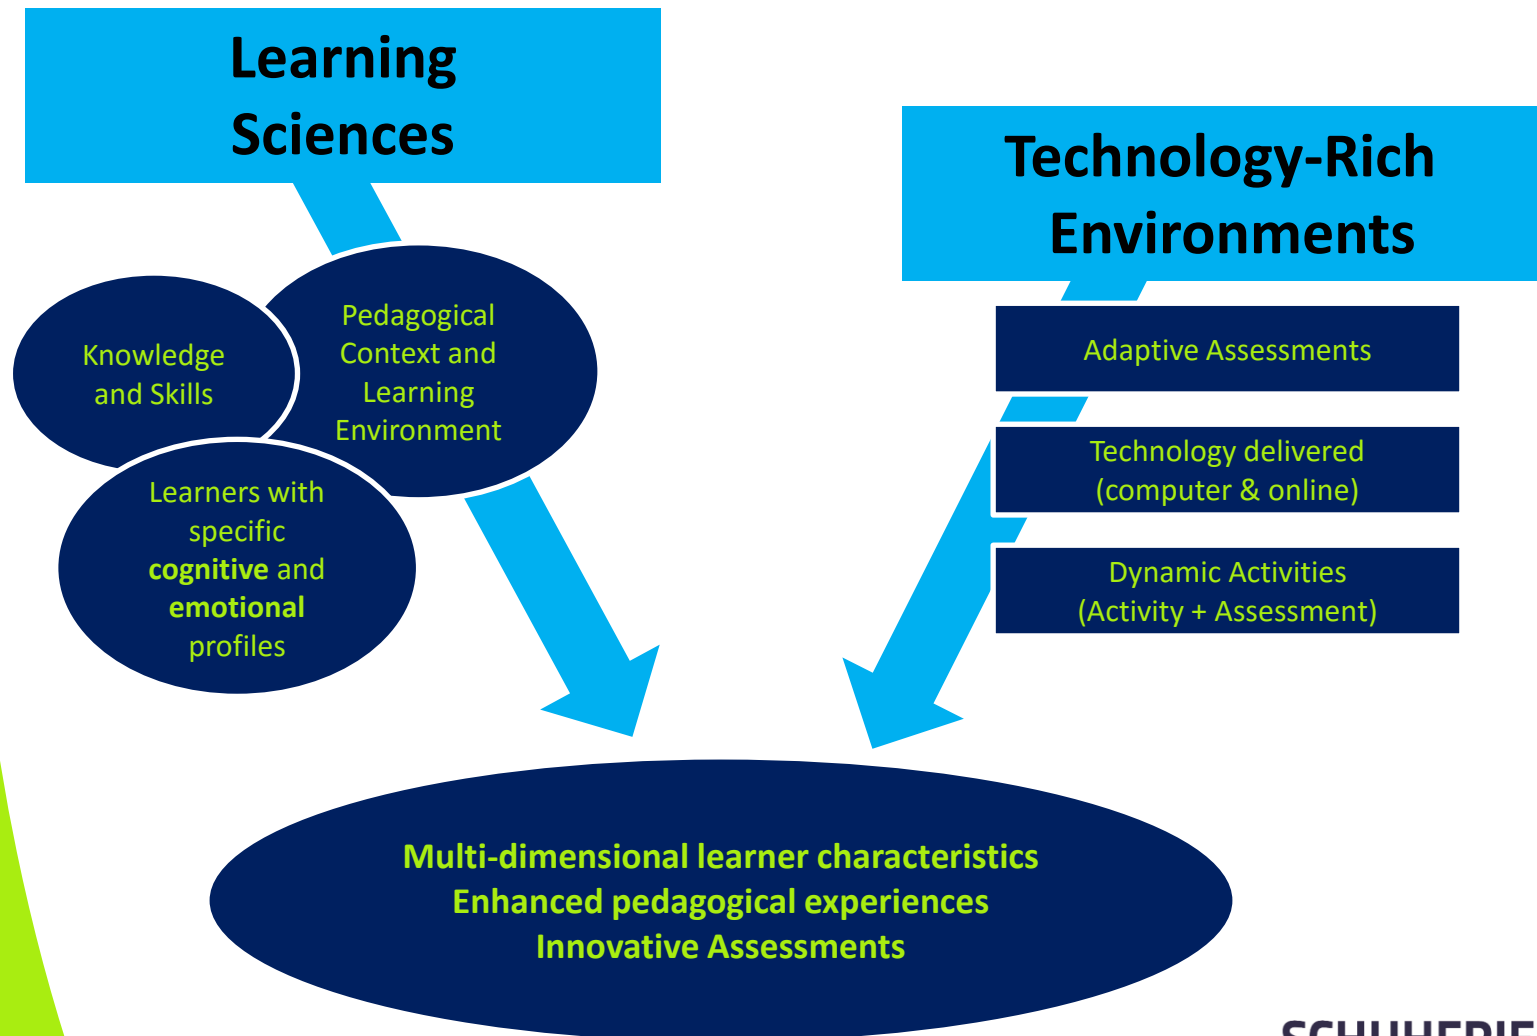 Learning
Sciences
Technology-Rich
Environments
Knowledge
and Skills
Pedagogical
Context and
Learning
Environment
Learners with
specific
cognitive and
emotional
profiles
Adaptive Assessments
Technology delivered
(computer & online)
Dynamic Activities
(Activity + Assessment)
Multi-dimensional learner characteristics
Enhanced pedagogical experiences
Innovative Assessments